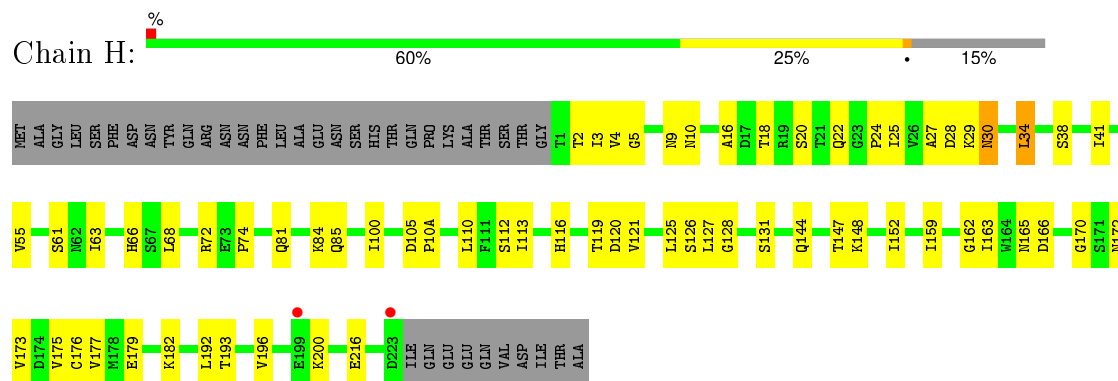 %
Chain H:
60% 25% • 15%
MET ALA GLY LEU SER PHE ASP ASN TYR GLN ARG ASN ASN PHE LEU ALA GLU ASN SER HIS THR GLN PRO LYS ALA THR SER THR GLY T1 T2 I3 V4 G5 N9 N10 A16 D17 T18 R19 S20 T21 Q22 G23 P24 I25 V26 A27 D28 K29 N30 L34 S38 I41
V55 S61 N62 I63 H66 S67 L68 R72 E73 P74 Q81 K84 Q85 I100 D105 P10A L110 F111 S112 I113 H116 T119 D120 V121 L125 S126 L127 G128 S131 Q144 T147 K148 I152 I159 G162 I163 W164 N165 D166 G170 S171 N172
V173 D174 V175 C176 V177 M178 E179 K182 L192 T193 V196 E199 K200 E216 D223 ILE GLN GLU GLU GLN VAL ASP ILE THR ALA